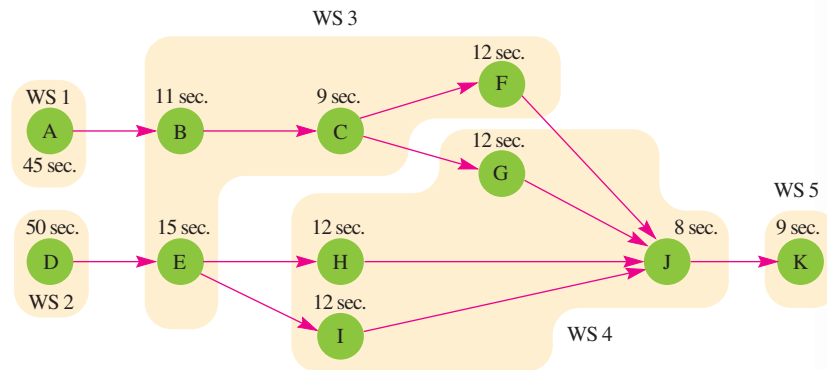 WS 3
12 sec.
F
WS 1
11 sec.
9 sec.
A
B
C
45 sec.
12 sec.
G
WS 5
50 sec.
15 sec.
12 sec.
8 sec.
9 sec.
D
E
H
J
K
WS 2
12 sec.
I
WS 4